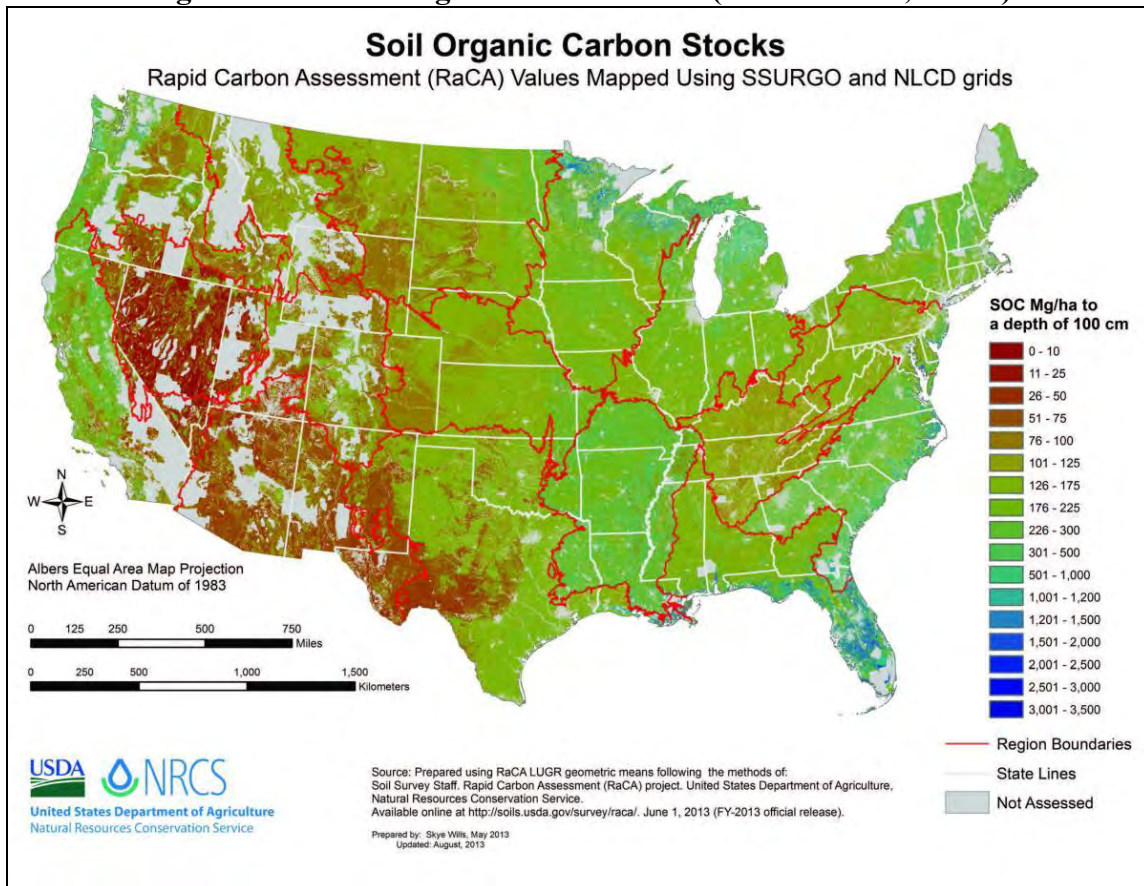 Soil Organic Carbon Stocks
Rapid Carbon Assessment (RaCA) Values Mapped Using SSURGO and NLCD grids
SOC Mg/ha to
a depth of 100 cm
0 - 10
11 - 25
26 - 50
51 - 75
76 - 100
101 - 125
126 - 175
176 - 225
226 - 300
301 - 500
501 - 1,000
1,001 - 1,200
1,201 - 1,500
1,501 - 2,000
2,001 - 2,500
2,501 - 3,000
3,001 - 3,500
Region Boundaries
State Lines
Not Assessed
N
W E
S
Albers Equal Area Map Projection
North American Datum of 1983
0 125 250 500 750
Miles
0 250 500 1,000 1,500
Kilometers
USDA NRCS
United States Department of Agriculture
Natural Resources Conservation Service
Source: Prepared using RaCA LUGR geometric means following the methods of:
Soil Survey Staff. Rapid Carbon Assessment (RaCA) project. United States Department of Agriculture,
Natural Resources Conservation Service.
Available online at http://soils.usda.gov/survey/raca/. June 1, 2013 (FY-2013 official release).
Prepared by: Skye Wills, May 2013
Updated: August, 2013